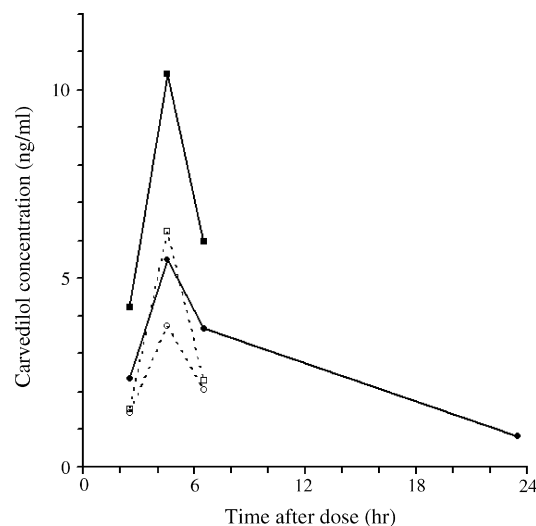 Carvedilol concentration (ng/ml)
10
5
0
0 6 12 18 24
Time after dose (hr)